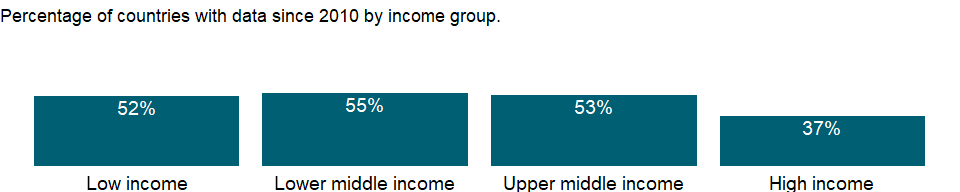 Percentage of countries with data since 2010 by income group.
52%
55%
53%
37%
Low income
Lower middle income
Upper middle income
High income